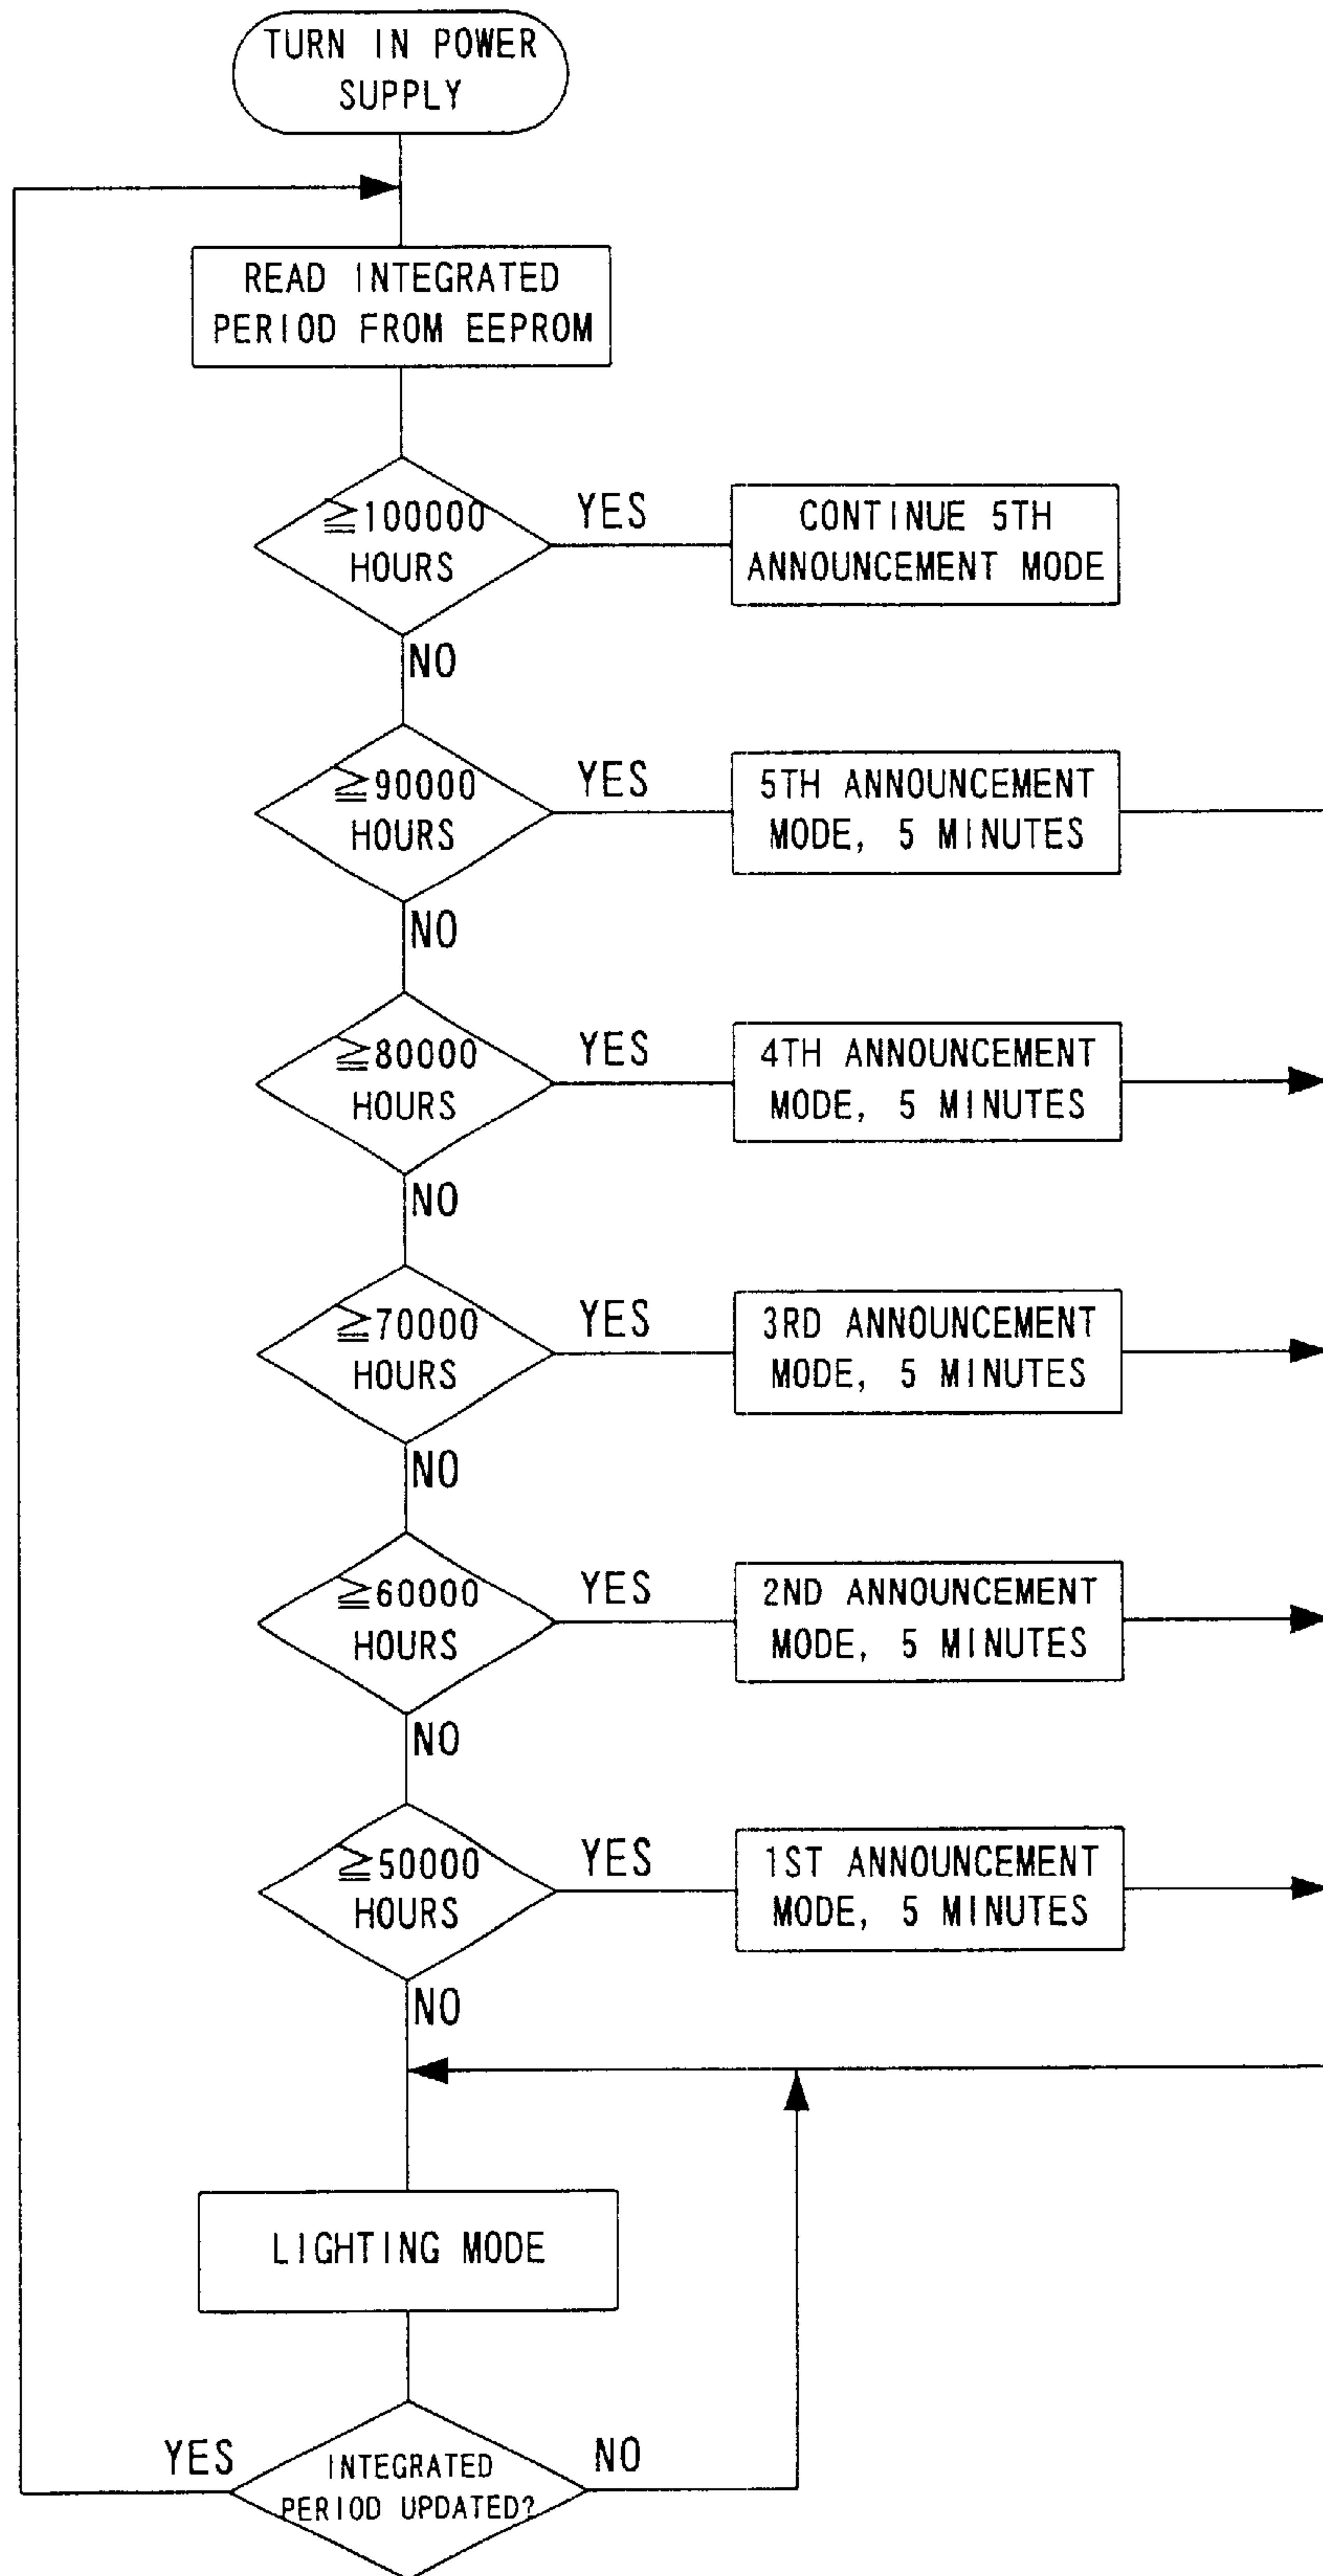 TURN IN POWER
SUPPLY
READ INTEGRATED
PERIOD FROM EEPROM
≧100000
HOURS
YES
CONTINUE 5TH
ANNOUNCEMENT MODE
NO
≧90000
HOURS
YES
5TH ANNOUNCEMENT
MODE, 5 MINUTES
NO
≧80000
HOURS
YES
4TH ANNOUNCEMENT
MODE, 5 MINUTES
NO
≧70000
HOURS
YES
3RD ANNOUNCEMENT
MODE, 5 MINUTES
NO
≧60000
HOURS
YES
2ND ANNOUNCEMENT
MODE, 5 MINUTES
NO
≧50000
HOURS
YES
1ST ANNOUNCEMENT
MODE, 5 MINUTES
NO
LIGHTING MODE
YES
INTEGRATED
PERIOD UPDATED?
NO